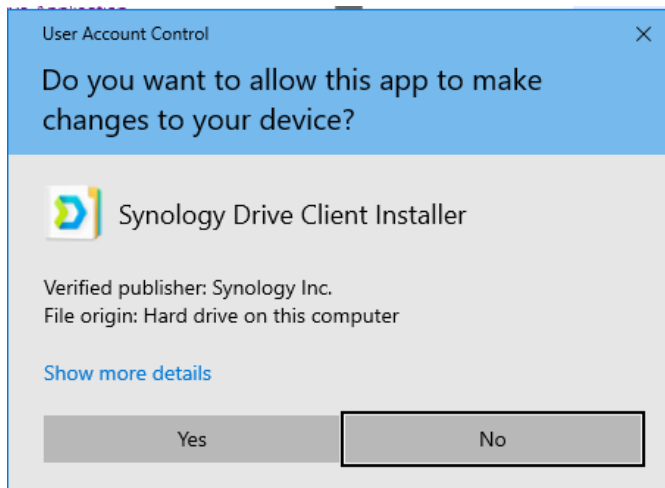 User Account Control
Do you want to allow this app to make
changes to your device?
Synology Drive Client Installer
Verified publisher: Synology Inc.
File origin: Hard drive on this computer
Show more details
Yes
No